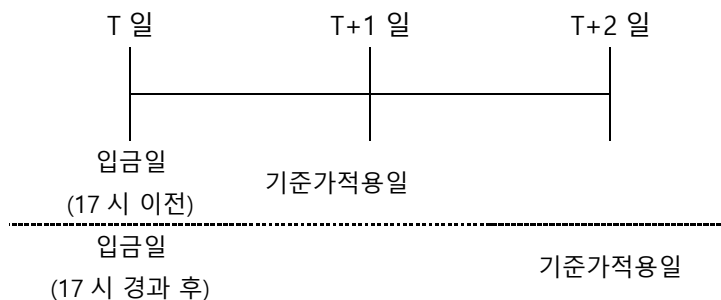 T 일 T+1 일 T+2 일
입금일
(17 시 이전)
기준가적용일
입금일
(17 시 경과 후)
기준가적용일